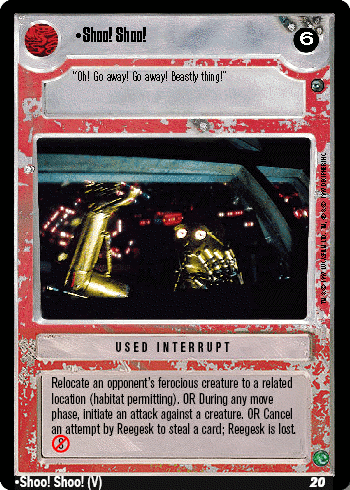 •Shoo! Shoo!
6
"Oh! Go away! Go away! Beastly thing!"
USED INTERRUPT
Relocate an opponent's ferocious creature to a related
location (habitat permitting). OR During any move
phase, initiate an attack against a creature. OR Cancel
an attempt by Reegesk to steal a card; Reegesk is lost.
•Shoo! Shoo! (V)
20